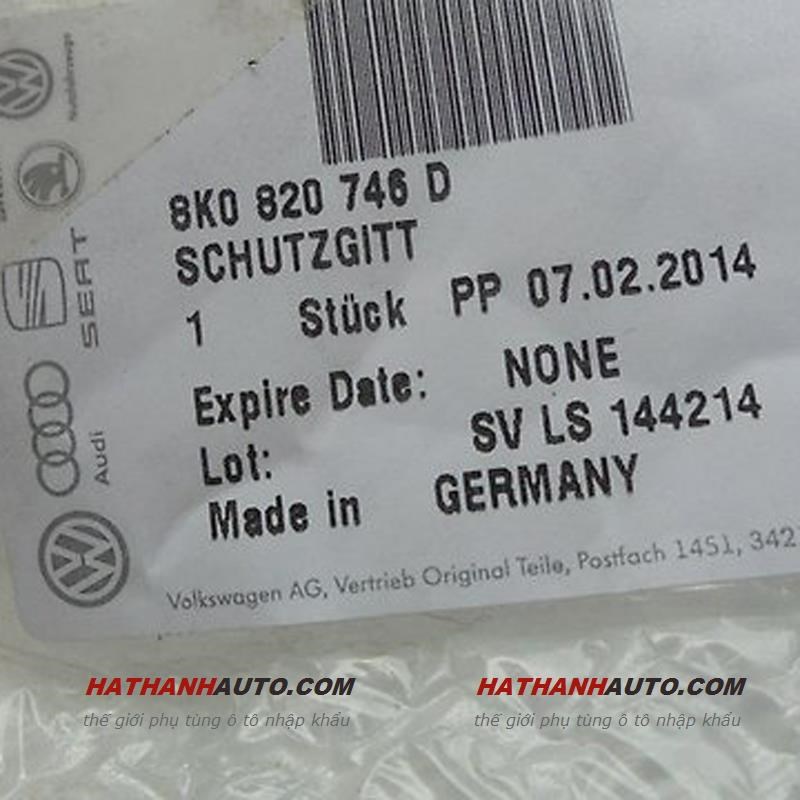 8K0 820 746 D
SCHUTZGITT
1 Stück PP 07.02.2014
Expire Date: NONE
Lot: SV LS 144214
Made in GERMANY
Volkswagen AG, Vertrieb Original Teile, Postfach 1451, 342
Nutzfahrzeuge
SEAT
Audi
HATHANHAUTO.COM
thế giới phụ tùng ô tô nhập khẩu
HATHANHAUTO.COM
thế giới phụ tùng ô tô nhập khẩu